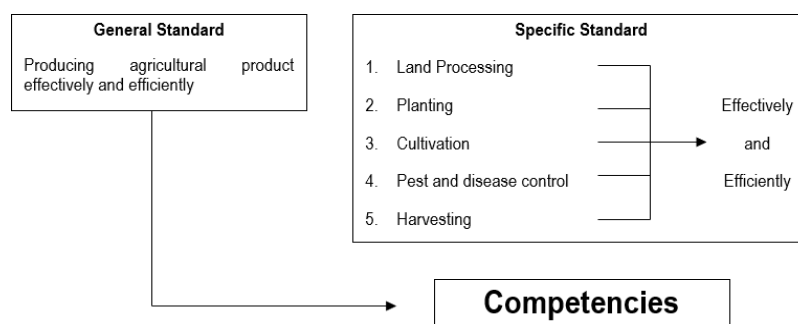 General Standard
Producing agricultural product
effectively and efficiently
Specific Standard
1. Land Processing
2. Planting
3. Cultivation
4. Pest and disease control
5. Harvesting
Effectively
and
Efficiently
Competencies